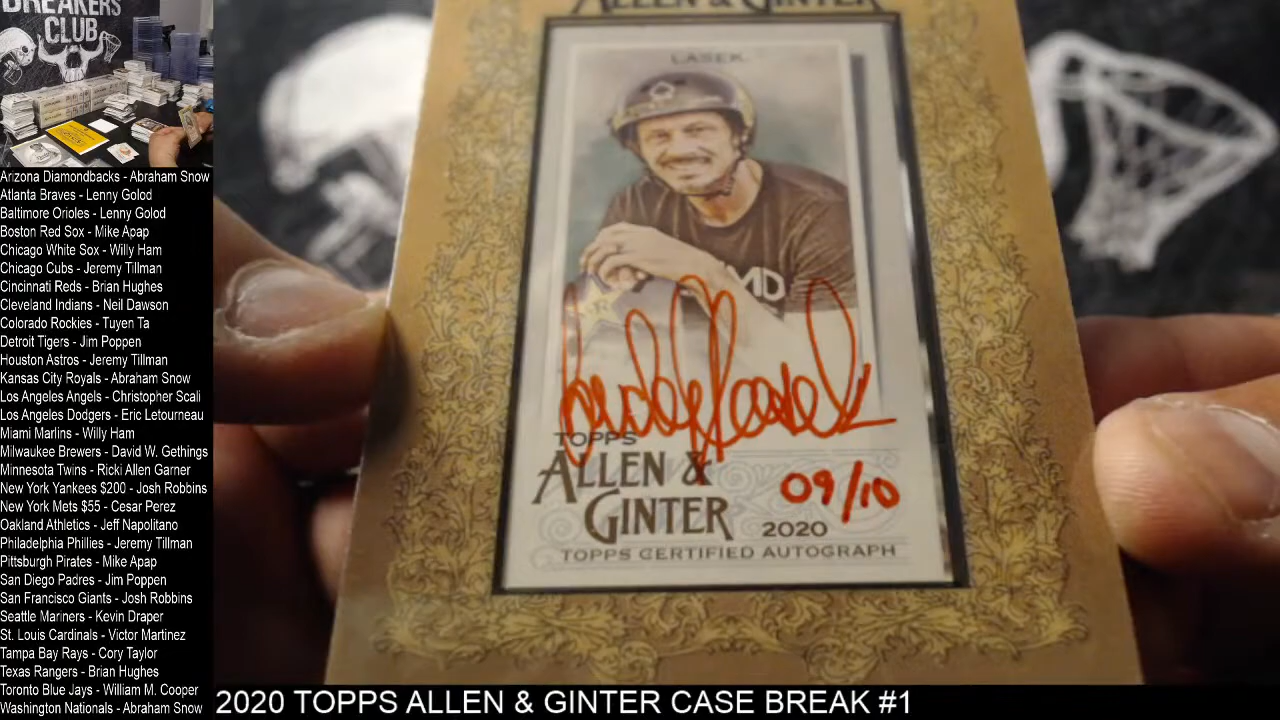 BREAKERS
CLUB
Arizona Diamondbacks - Abraham Snow
Atlanta Braves - Lenny Golod
Baltimore Orioles - Lenny Golod
Boston Red Sox - Mike Apap
Chicago White Sox - Willy Ham
Chicago Cubs - Jeremy Tillman
Cincinnati Reds - Brian Hughes
Cleveland Indians - Neil Dawson
Colorado Rockies - Tuyen Ta
Detroit Tigers - Jim Poppen
Houston Astros - Jeremy Tillman
Kansas City Royals - Abraham Snow
Los Angeles Angels - Christopher Scali
Los Angeles Dodgers - Eric Letourneau
Miami Marlins - Willy Ham
Milwaukee Brewers - David W. Gethings
Minnesota Twins - Ricki Allen Garner
New York Yankees $200 - Josh Robbins
New York Mets $55 - Cesar Perez
Oakland Athletics - Jeff Napolitano
Philadelphia Phillies - Jeremy Tillman
Pittsburgh Pirates - Mike Apap
San Diego Padres - Jim Poppen
San Francisco Giants - Josh Robbins
Seattle Mariners - Kevin Draper
St. Louis Cardinals - Victor Martinez
Tampa Bay Rays - Cory Taylor
Texas Rangers - Brian Hughes
Toronto Blue Jays - William M. Cooper
Washington Nationals - Abraham Snow
ALLEN & GINTER
LASEK
MD
TOPPS
ALLEN &
GINTER
09/10
2020
TOPPS CERTIFIED AUTOGRAPH
2020 TOPPS ALLEN & GINTER CASE BREAK #1